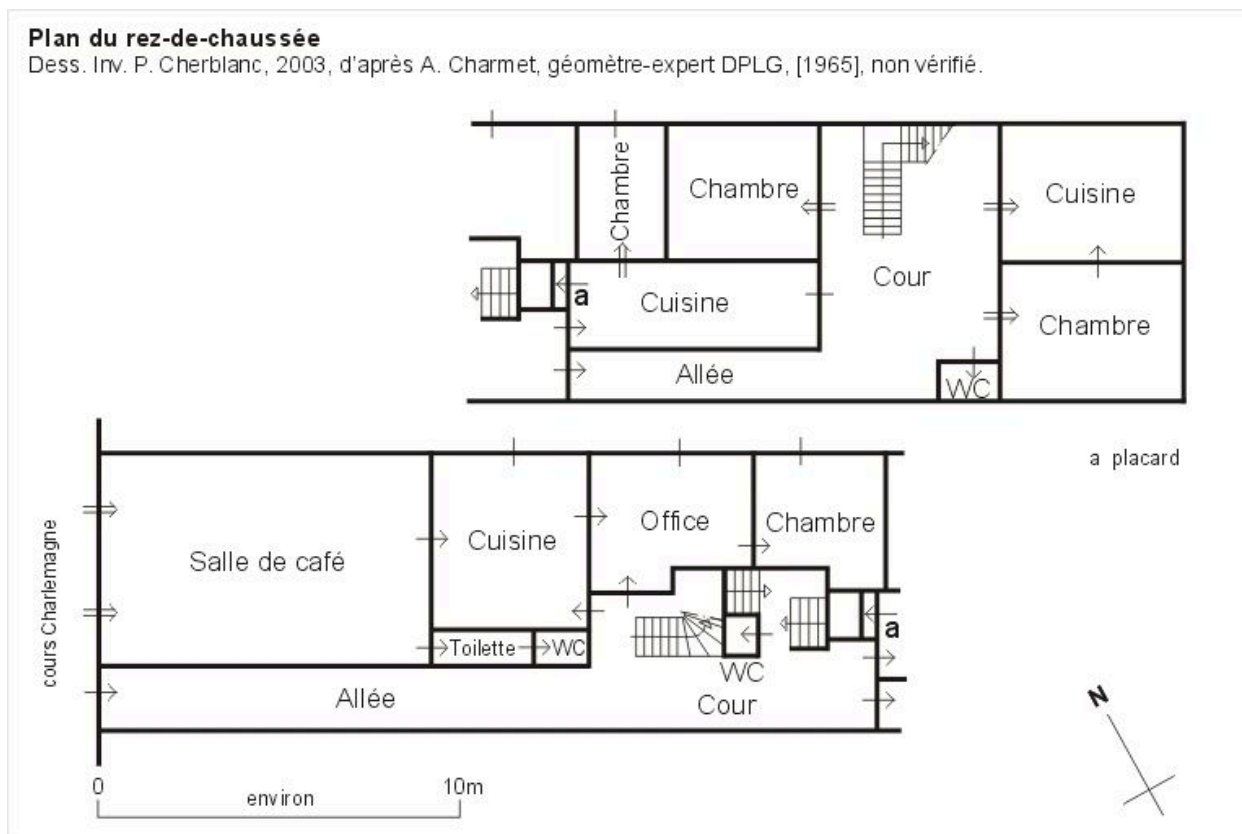 Plan du rez-de-chaussée
Dess. Inv. P. Cherblanc, 2003, d'après A. Charmet, géomètre-expert DPLG, [1965], non vérifié.
Chambre
Chambre
Cuisine
Cour
a
Cuisine
Chambre
Allée
WC
a placard
cours Charlemagne
Salle de café
Cuisine
Office
Chambre
Toilette
WC
a
WC
Allée
Cour
N
0
10m
environ